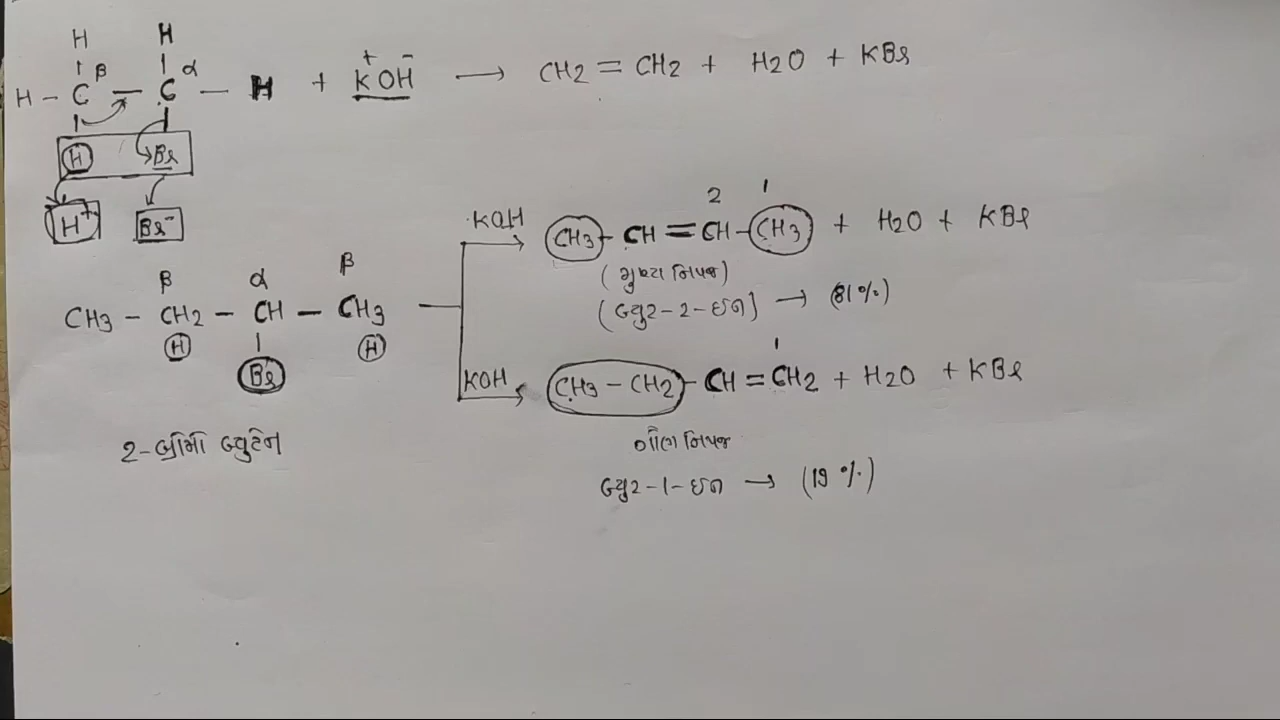 H H
β α
H - C - C - H + K⁺OH⁻ → CH2 = CH2 + H2O + KBr
H Br
H⁺ Br⁻
β α β
CH3 - CH2 - CH - CH3
H Br H
2-બ્રોમો બ્યુટેન
KOH
2 1
CH3 - CH = CH - CH3 + H2O + KBr
(મુખ્ય નિપજ)
(બ્યુટ-2-ઇન) → (81%)
KOH
1
CH3 - CH2 - CH = CH2 + H2O + KBr
ગૌણ નિપજ
બ્યુટ-1-ઇન → (19%)